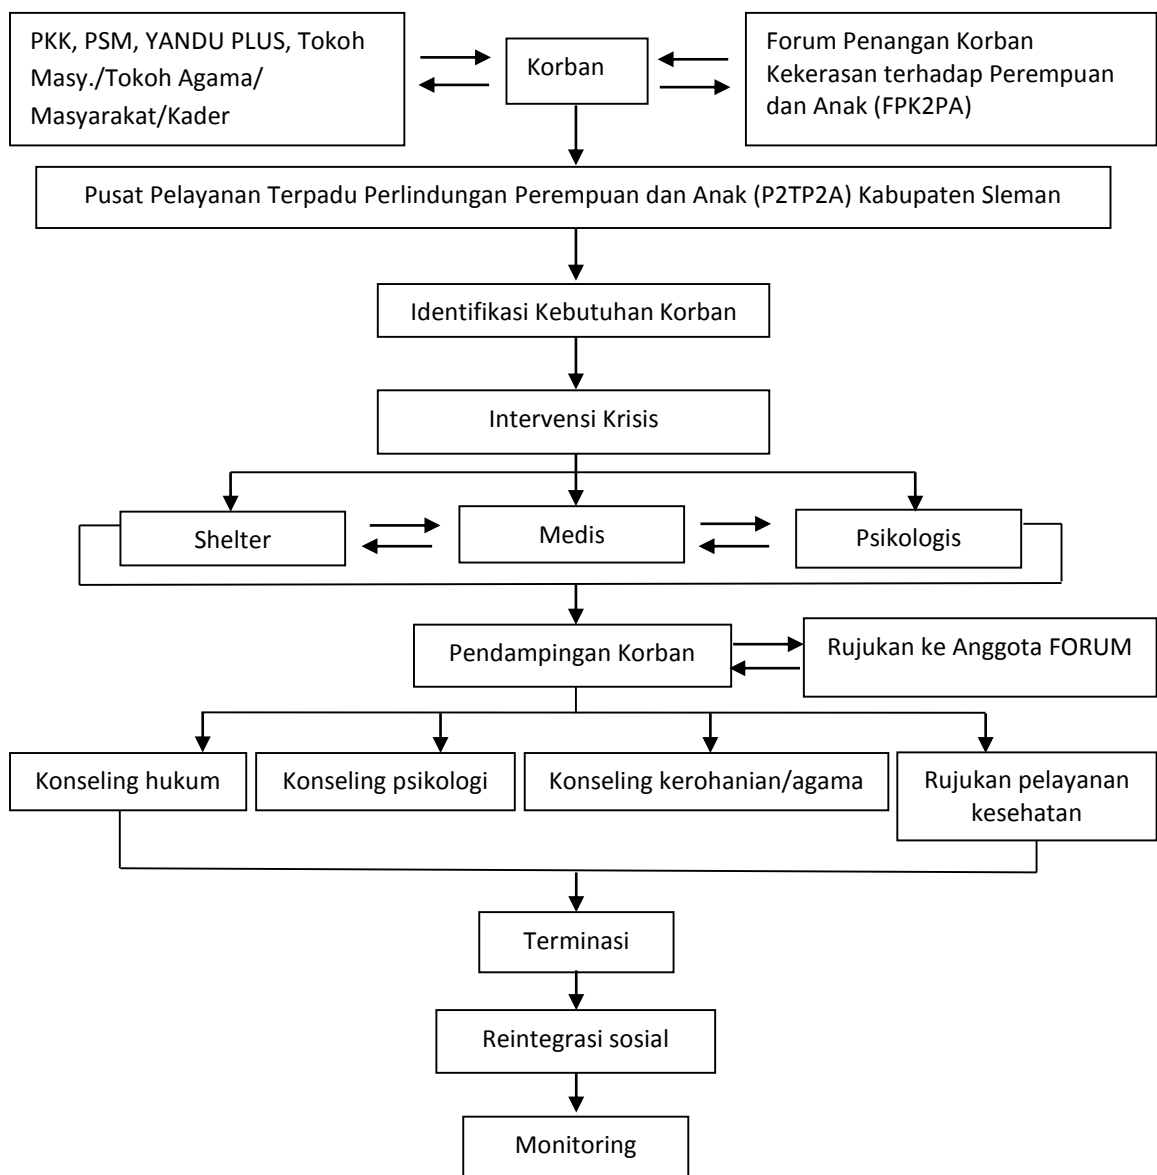 PKK, PSM, YANDU PLUS, Tokoh
Masy./Tokoh Agama/
Masyarakat/Kader
Korban
Forum Penangan Korban
Kekerasan terhadap Perempuan
dan Anak (FPK2PA)
Pusat Pelayanan Terpadu Perlindungan Perempuan dan Anak (P2TP2A) Kabupaten Sleman
Identifikasi Kebutuhan Korban
Intervensi Krisis
Shelter
Medis
Psikologis
Pendampingan Korban
Rujukan ke Anggota FORUM
Konseling hukum
Konseling psikologi
Konseling kerohanian/agama
Rujukan pelayanan
kesehatan
Terminasi
Reintegrasi sosial
Monitoring